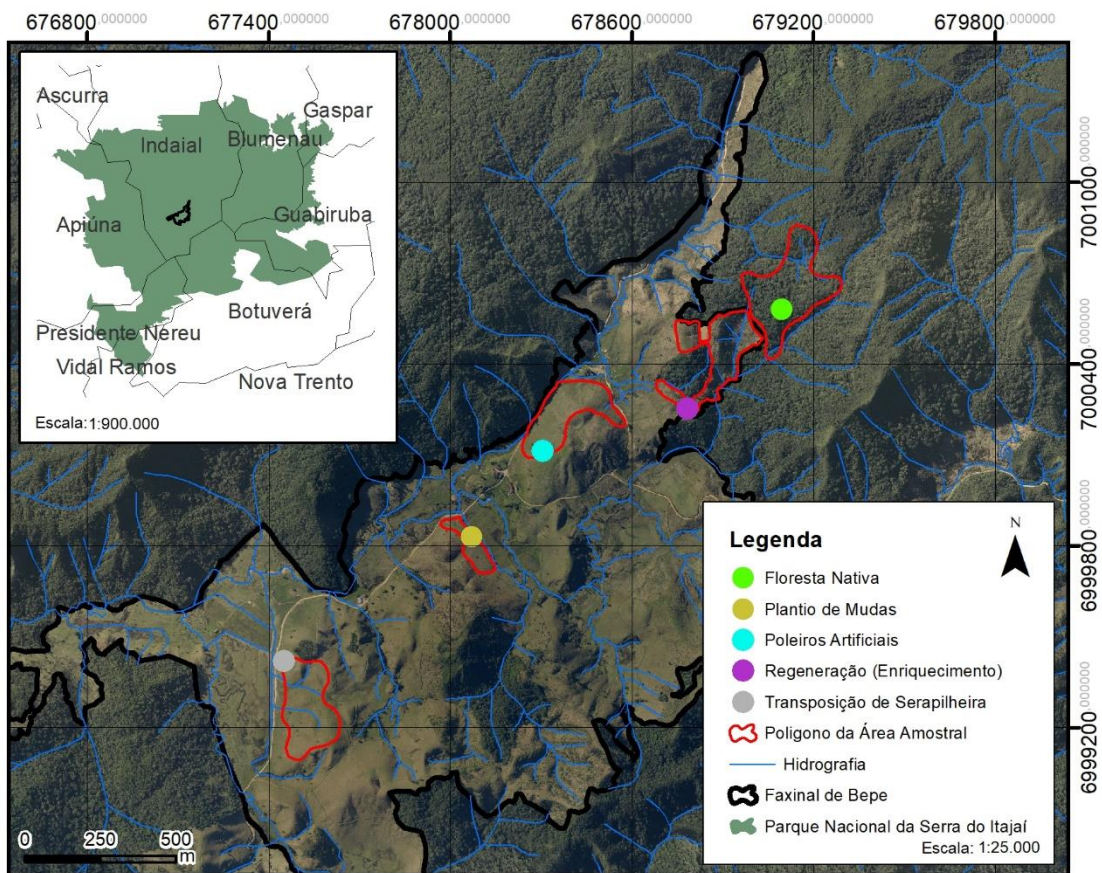 676800,000000 677400,000000 678000,000000 678600,000000 679200,000000 679800,000000
Ascurra
Gaspar
Indaial
Blumenau
Apiúna
Guabiruba
Botuverá
Presidente Nereu
Vidal Ramos
Nova Trento
Escala: 1:900.000
7001000,000000
7000400,000000
6999800,000000
6999200,000000
Legenda
N
Floresta Nativa
Plantio de Mudas
Poleiros Artificiais
Regeneração (Enriquecimento)
Transposição de Serapilheira
Poligono da Área Amostral
Hidrografia
Faxinal de Bepe
Parque Nacional da Serra do Itajaí
Escala: 1:25.000
0 250 500
m